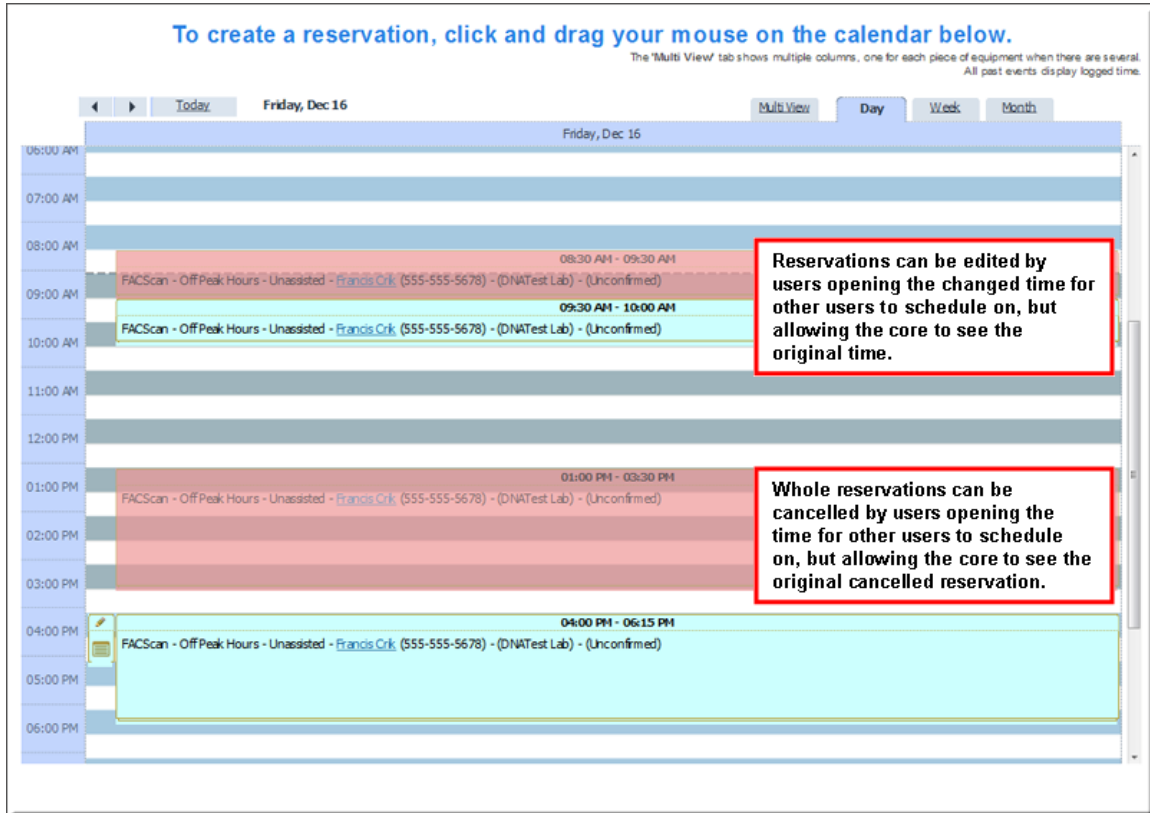 To create a reservation, click and drag your mouse on the calendar below.
The 'Multi View' tab shows multiple columns, one for each piece of equipment when there are several.
All past events display logged time.
Today Friday, Dec 16 Multi View Day Week Month
Friday, Dec 16
06:00 AM
07:00 AM
08:00 AM
08:30 AM - 09:30 AM
FACScan - Off Peak Hours - Unassisted - Francis Crik (555-555-5678) - (DNATest Lab) - (Unconfirmed)
09:00 AM
09:30 AM - 10:00 AM
FACScan - Off Peak Hours - Unassisted - Francis Crik (555-555-5678) - (DNATest Lab) - (Unconfirmed)
Reservations can be edited by
users opening the changed time for
other users to schedule on, but
allowing the core to see the
original time.
10:00 AM
11:00 AM
12:00 PM
01:00 PM
01:00 PM - 03:30 PM
FACScan - Off Peak Hours - Unassisted - Francis Crik (555-555-5678) - (DNATest Lab) - (Unconfirmed)
Whole reservations can be
cancelled by users opening the
time for other users to schedule
on, but allowing the core to see the
original cancelled reservation.
02:00 PM
03:00 PM
04:00 PM
04:00 PM - 06:15 PM
FACScan - Off Peak Hours - Unassisted - Francis Crik (555-555-5678) - (DNATest Lab) - (Unconfirmed)
05:00 PM
06:00 PM